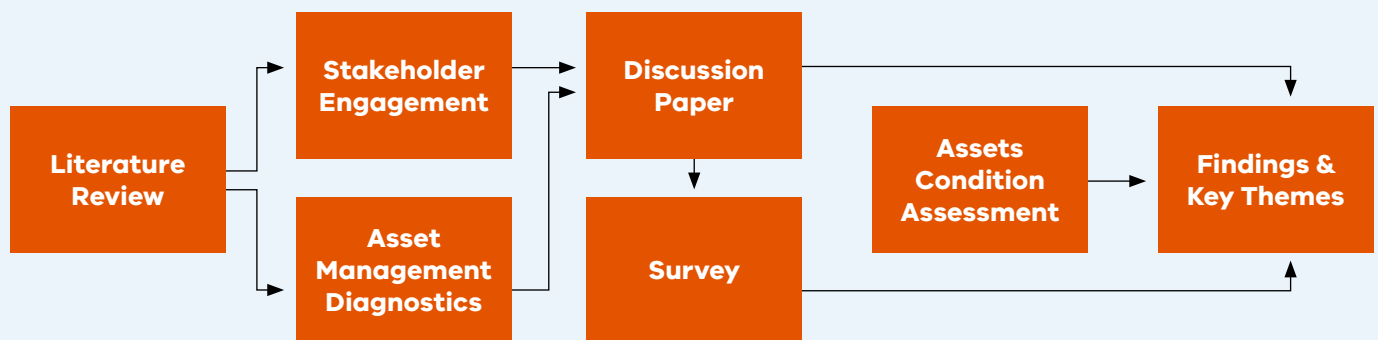 Literature
Review
Stakeholder
Engagement
Asset
Management
Diagnostics
Discussion
Paper
Survey
Assets
Condition
Assessment
Findings &
Key Themes